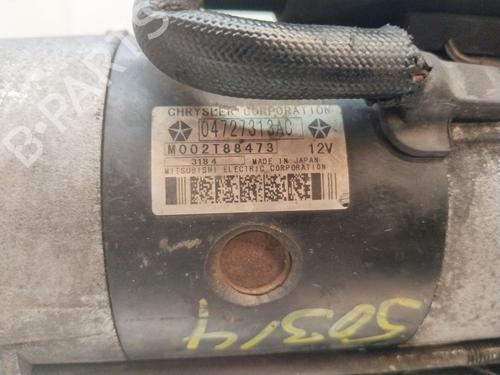 CHRYSLER CORPORATION
04727313AC
M002T88473 12V
3184 MADE IN JAPAN
MITSUBISHI ELECTRIC CORPORATION
50314
B-PARTS